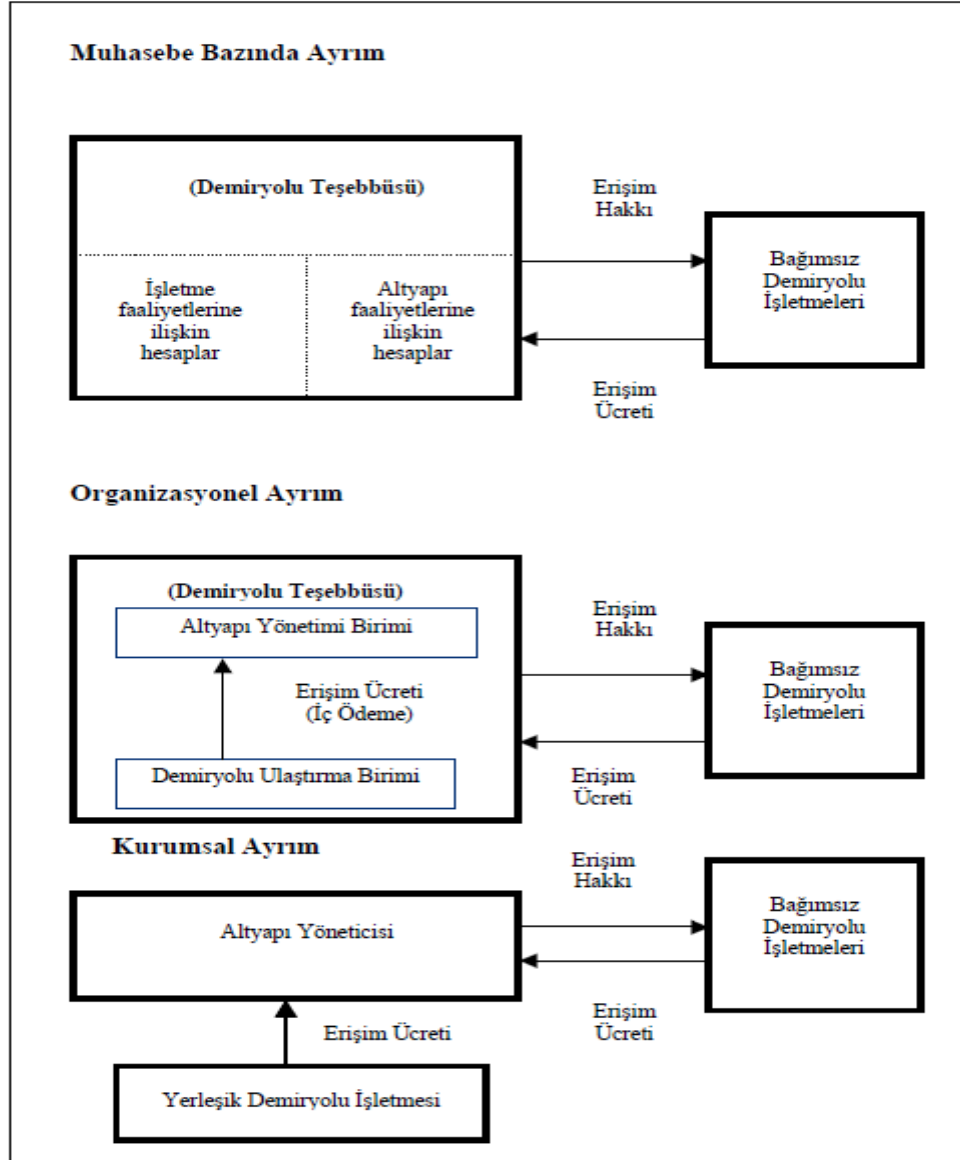 Muhasebe Bazında Ayrım
(Demiryolu Teşebbüsü)
İşletme
faaliyetlerine
ilişkin
hesaplar
Altyapı
faaliyetlerine
ilişkin
hesaplar
Erişim
Hakkı
Erişim
Ücreti
Bağımsız
Demiryolu
İşletmeleri
Organizasyonel Ayrım
(Demiryolu Teşebbüsü)
Altyapı Yönetimi Birimi
Erişim Ücreti
(İç Ödeme)
Demiryolu Ulaştırma Birimi
Erişim
Hakkı
Erişim
Ücreti
Bağımsız
Demiryolu
İşletmeleri
Kurumsal Ayrım
Altyapı Yöneticisi
Erişim
Hakkı
Erişim
Ücreti
Bağımsız
Demiryolu
İşletmeleri
Erişim Ücreti
Yerleşik Demiryolu İşletmesi